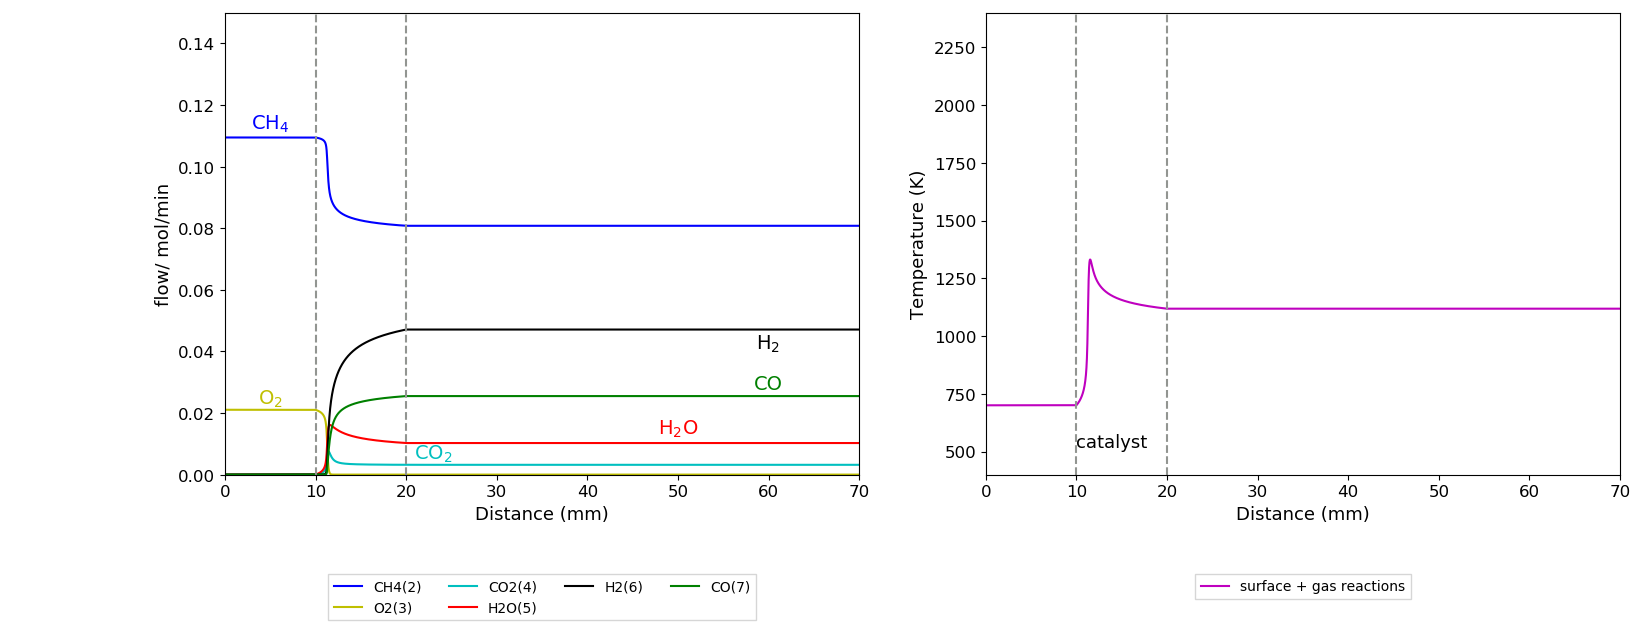 0.14
0.12
0.10
0.08
0.06
0.04
0.02
0.00
flow/ mol/min
CH₄
O₂
H₂
CO
H₂O
CO₂
0 10 20 30 40 50 60 70
Distance (mm)
CH4(2) CO2(4) H2(6) CO(7)
O2(3) H2O(5)
2250
2000
1750
1500
1250
1000
750
500
Temperature (K)
catalyst
0 10 20 30 40 50 60 70
Distance (mm)
surface + gas reactions